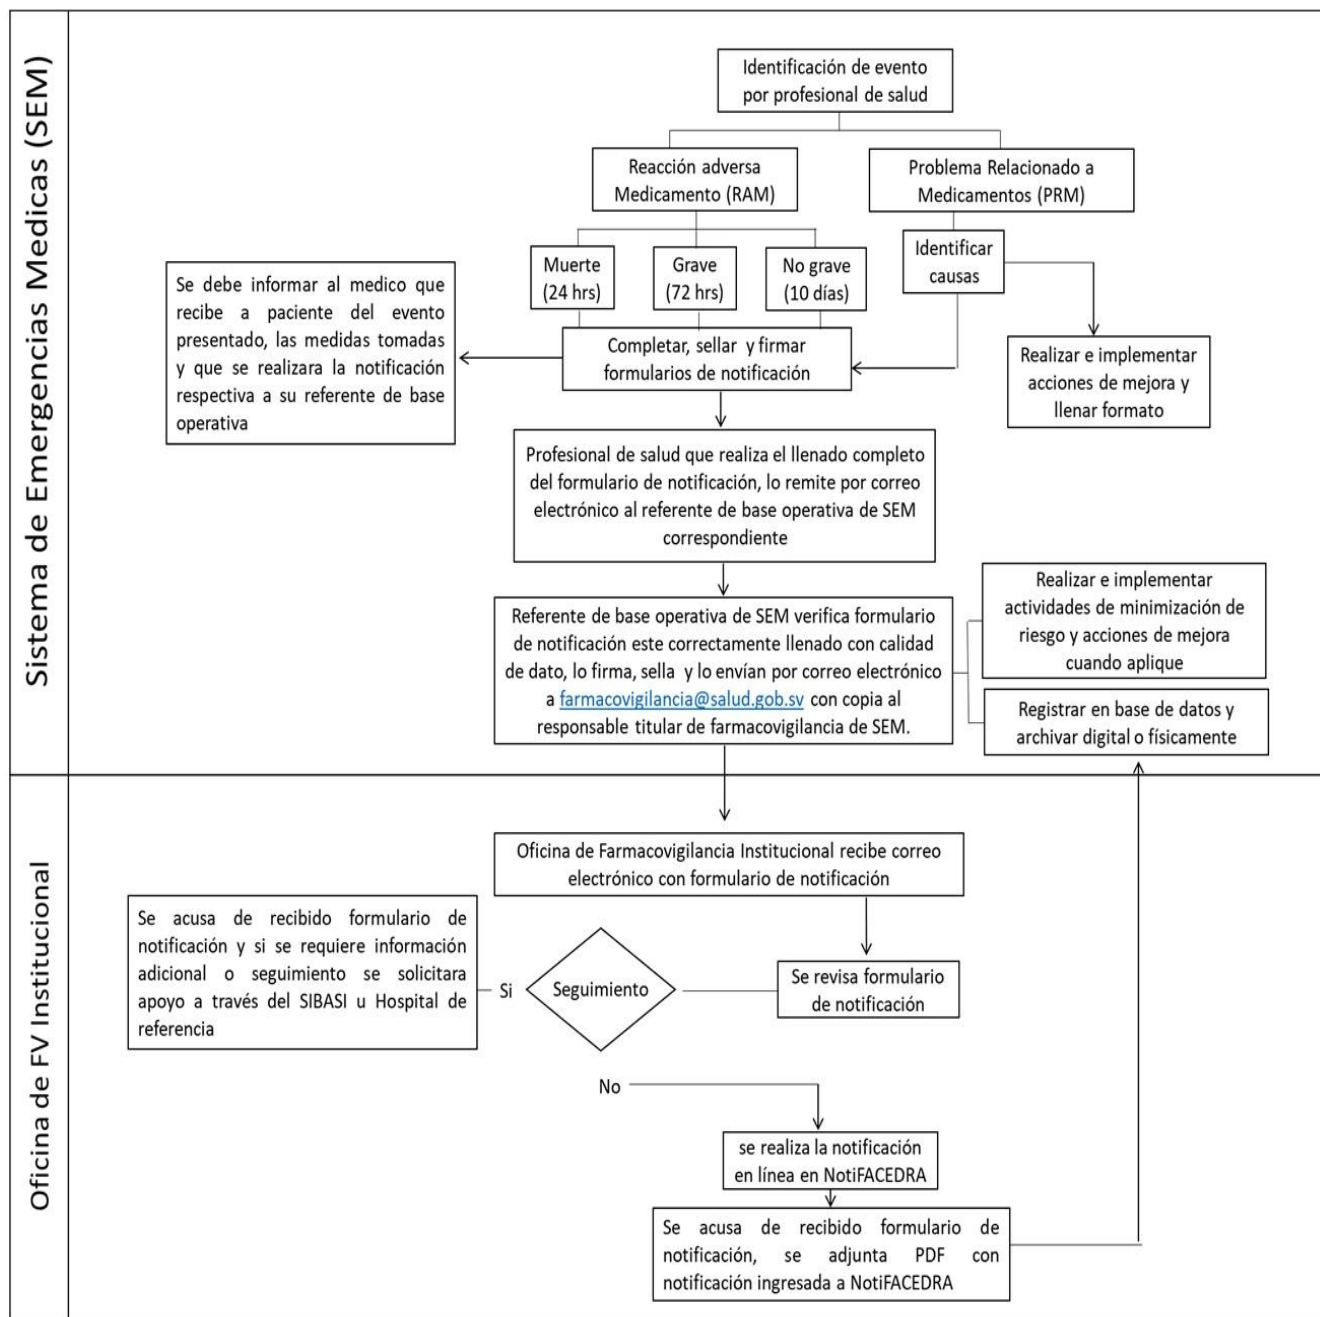 Sistema de Emergencias Medicas (SEM)
Identificación de evento
por profesional de salud
Reacción adversa
Medicamento (RAM)
Problema Relacionado a
Medicamentos (PRM)
Muerte
(24 hrs)
Grave
(72 hrs)
No grave
(10 días)
Identificar
causas
Se debe informar al medico que
recibe a paciente del evento
presentado, las medidas tomadas
y que se realizara la notificación
respectiva a su referente de base
operativa
Completar, sellar y firmar
formularios de notificación
Realizar e implementar
acciones de mejora y
llenar formato
Profesional de salud que realiza el llenado completo
del formulario de notificación, lo remite por correo
electrónico al referente de base operativa de SEM
correspondiente
Referente de base operativa de SEM verifica formulario
de notificación este correctamente llenado con calidad
de dato, lo firma, sella y lo envían por correo electrónico
a farmacovigilancia@salud.gob.sv con copia al
responsable titular de farmacovigilancia de SEM.
Realizar e implementar
actividades de minimización de
riesgo y acciones de mejora
cuando aplique
Registrar en base de datos y
archivar digital o físicamente
Oficina de FV Institucional
Oficina de Farmacovigilancia Institucional recibe correo
electrónico con formulario de notificación
Se revisa formulario
de notificación
Seguimiento
Si
Se acusa de recibido formulario de
notificación y si se requiere información
adicional o seguimiento se solicitara
apoyo a través del SIBASI u Hospital de
referencia
No
se realiza la notificación
en línea en NotiFACEDRA
Se acusa de recibido formulario de
notificación, se adjunta PDF con
notificación ingresada a NotiFACEDRA